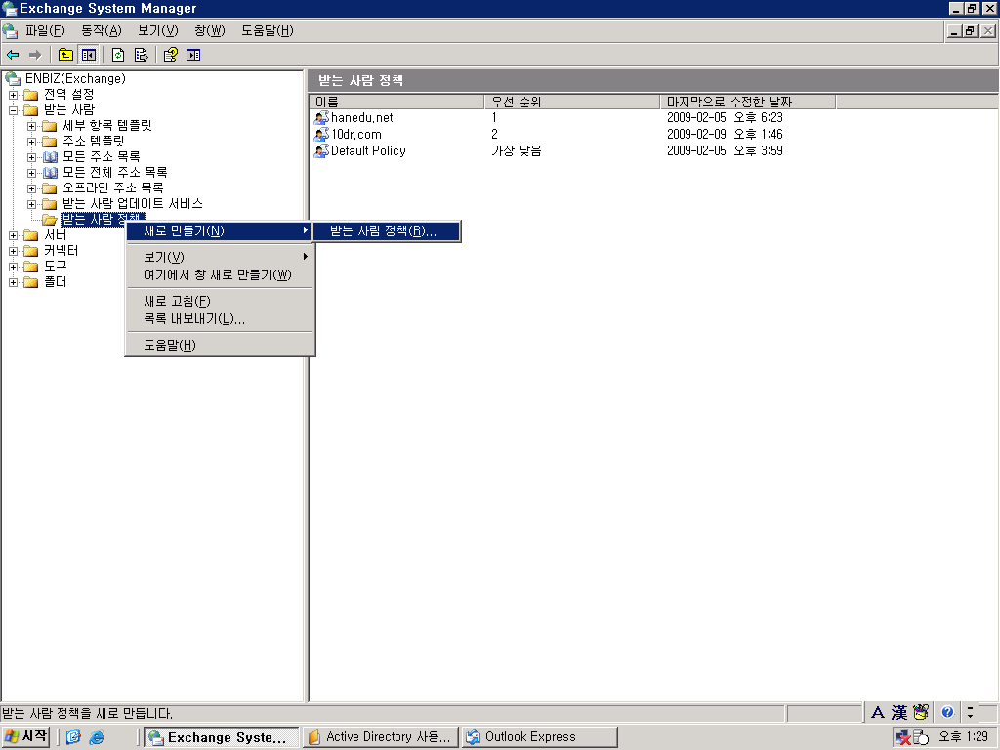 Exchange System Manager
파일(F) 동작(A) 보기(V) 창(W) 도움말(H)
ENBIZ(Exchange)
전역 설정
받는 사람
세부 항목 템플릿
주소 템플릿
모든 주소 목록
모든 전체 주소 목록
오프라인 주소 목록
받는 사람 업데이트 서비스
받는 사람 정책
서버
커넥터
도구
폴더
새로 만들기(N)
보기(V)
여기에서 창 새로 만들기(W)
새로 고침(F)
목록 내보내기(L)...
도움말(H)
받는 사람 정책(R)...
받는 사람 정책
이름 우선 순위 마지막으로 수정한 날짜
hanedu.net 1 2009-02-05 오후 6:23
10dr.com 2 2009-02-09 오후 1:46
Default Policy 가장 낮음 2009-02-05 오후 3:59
받는 사람 정책을 새로 만듭니다.
A 漢
시작 Exchange Syste... Active Directory 사용... Outlook Express 오후 1:29